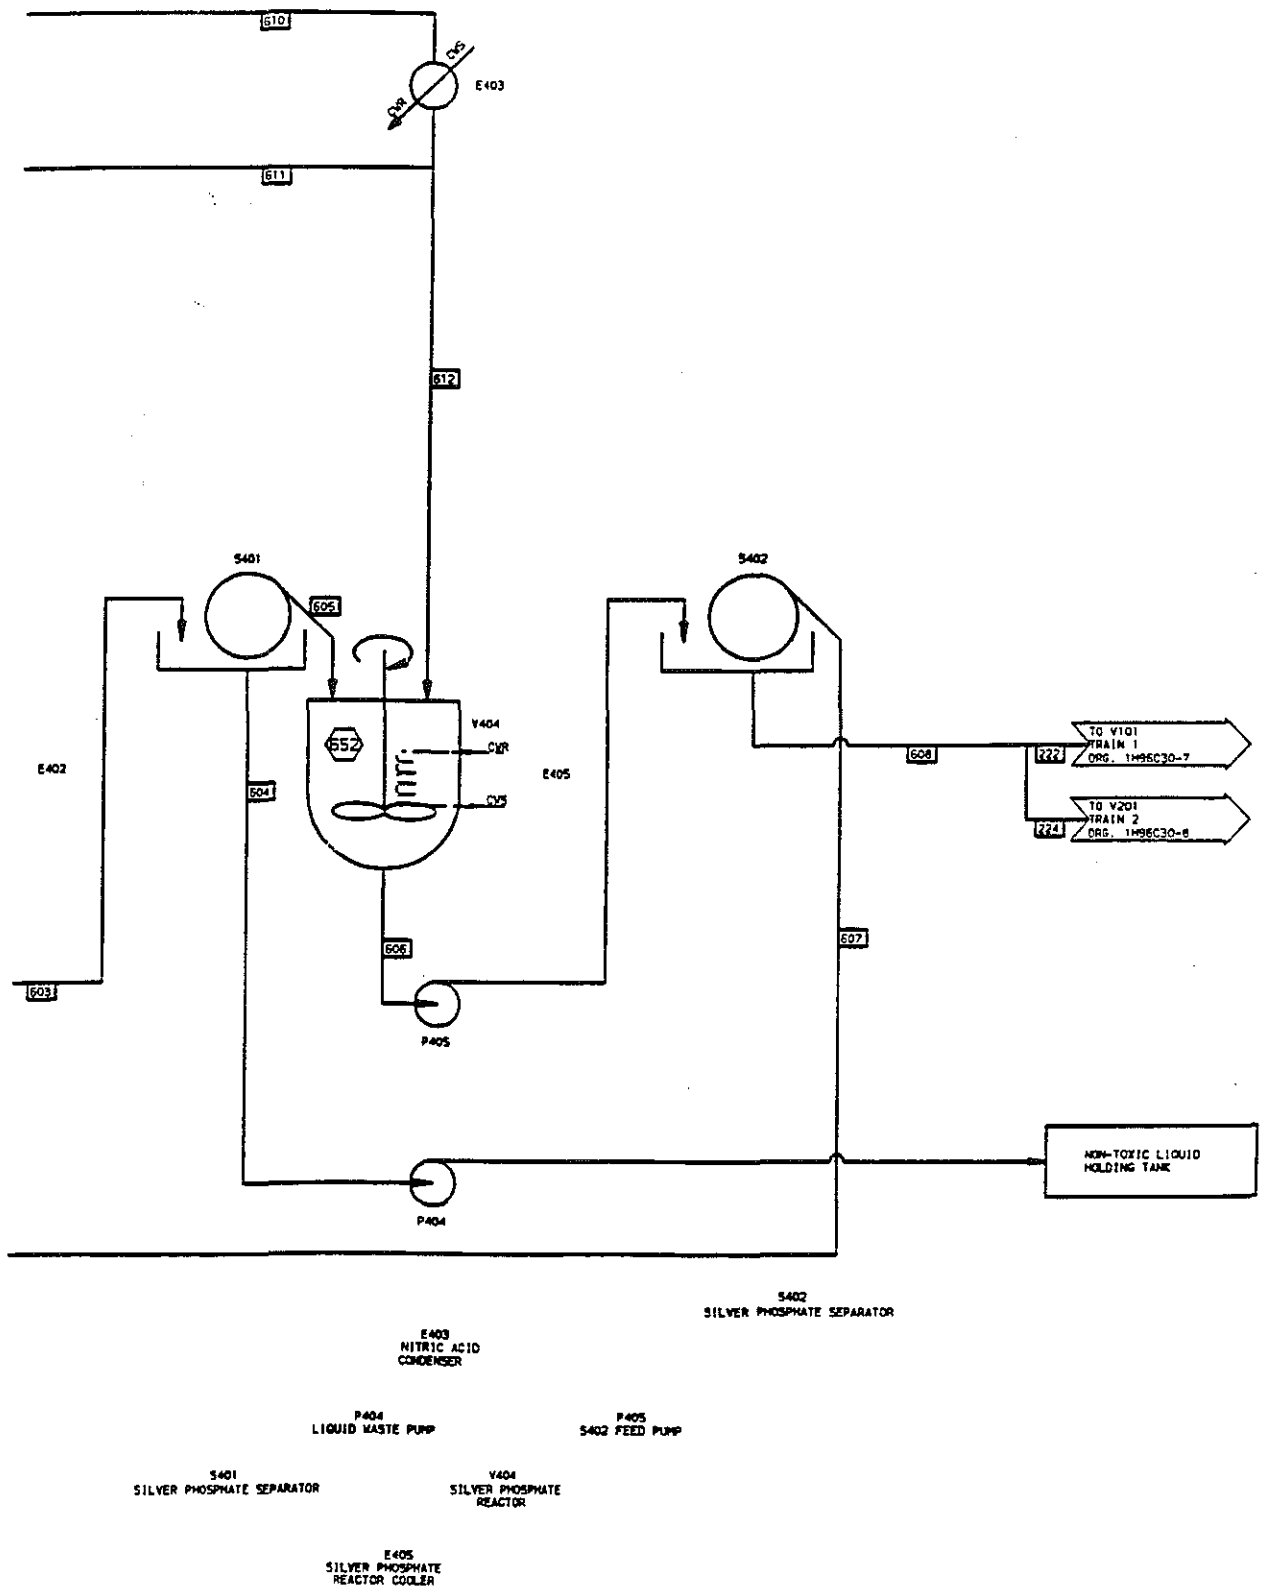 610
CWS
E403
CWR
611
612
S401
S402
605
V404
652
CWR
TO V101
TRAIN 1
DRG. 1H96C30-7
608
222
E402
E405
604
CWS
TO V201
TRAIN 2
DRG. 1H96C30-8
224
606
607
603
P405
NON-TOXIC LIQUID
HOLDING TANK
P404
S402
SILVER PHOSPHATE SEPARATOR
E403
NITRIC ACID
CONDENSER
P404
LIQUID WASTE PUMP
P405
S402 FEED PUMP
S401
SILVER PHOSPHATE SEPARATOR
V404
SILVER PHOSPHATE
REACTOR
E405
SILVER PHOSPHATE
REACTOR COOLER